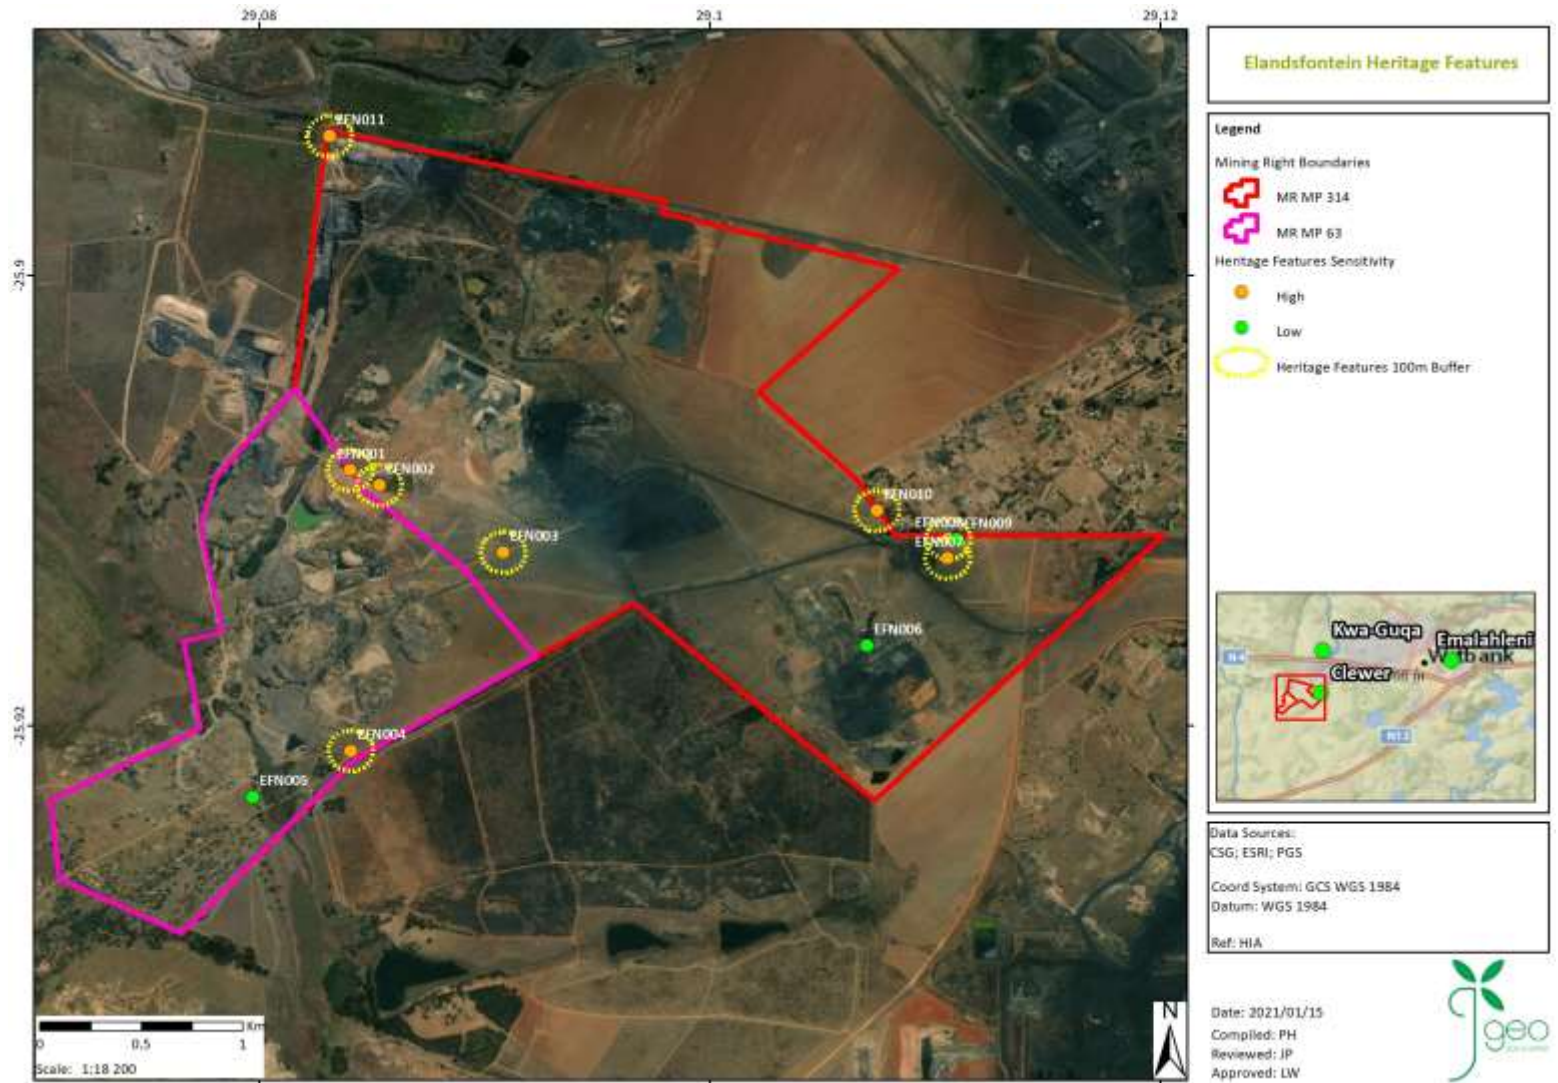 29.08
29.1
29.12
-25.9
-25.92
EFN011
EFN001
EFN002
EFN003
EFN010
EFN009
EFN007
EFN006
EFN004
EFN005
0
0.5
1
Km
Scale: 1:18 200
N
Elandsfontein Heritage Features
Legend
Mining Right Boundaries
MR MP 314
MR MP 63
Heritage Features Sensitivity
High
Low
Heritage Features 100m Buffer
Kwa-Guqa
Emalahleni
Witbank
Clewer
N4
N12
Data Sources:
CSG; ESRI; PGS
Coord System: GCS WGS 1984
Datum: WGS 1984
Ref: HIA
Date: 2021/01/15
Compiled: PH
Reviewed: JP
Approved: LW
geo